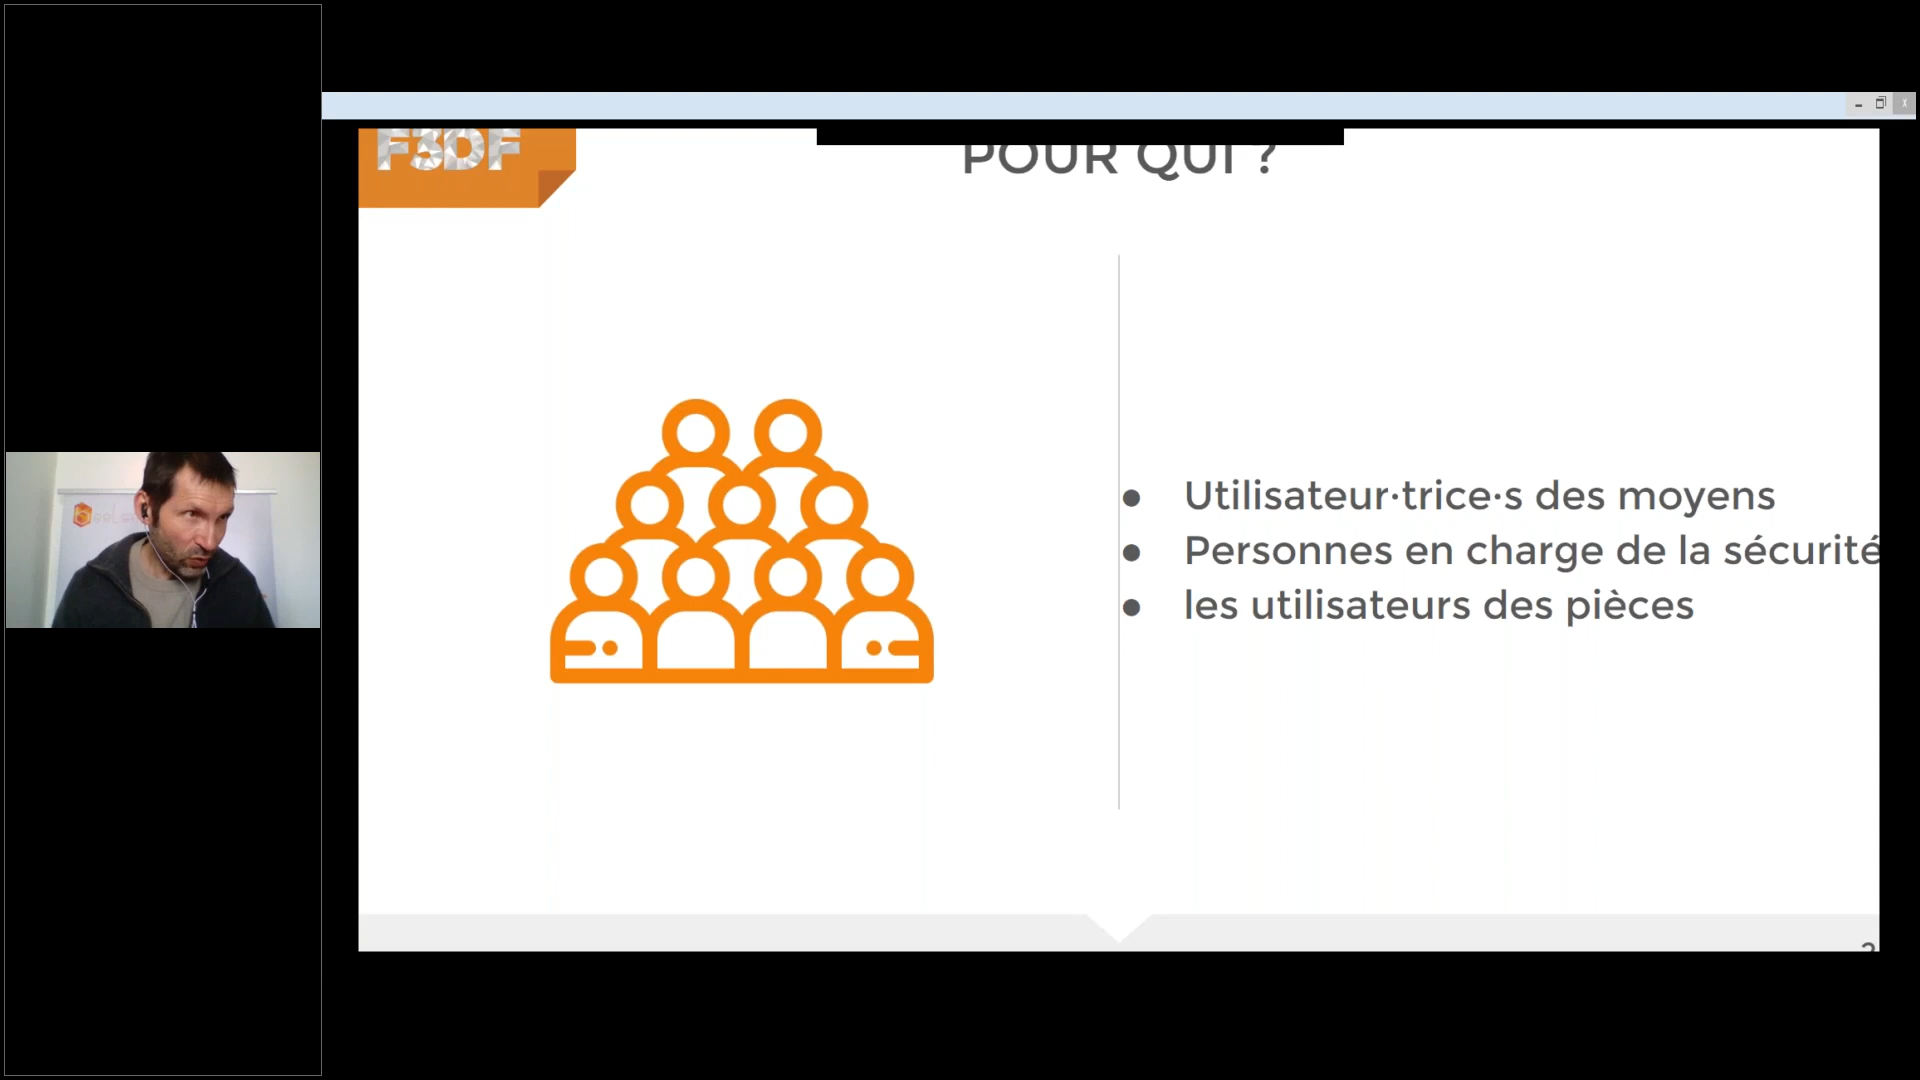 F3DF
POUR QUI ?
● Utilisateur·trice·s des moyens
● Personnes en charge de la sécurité
● les utilisateurs des pièces